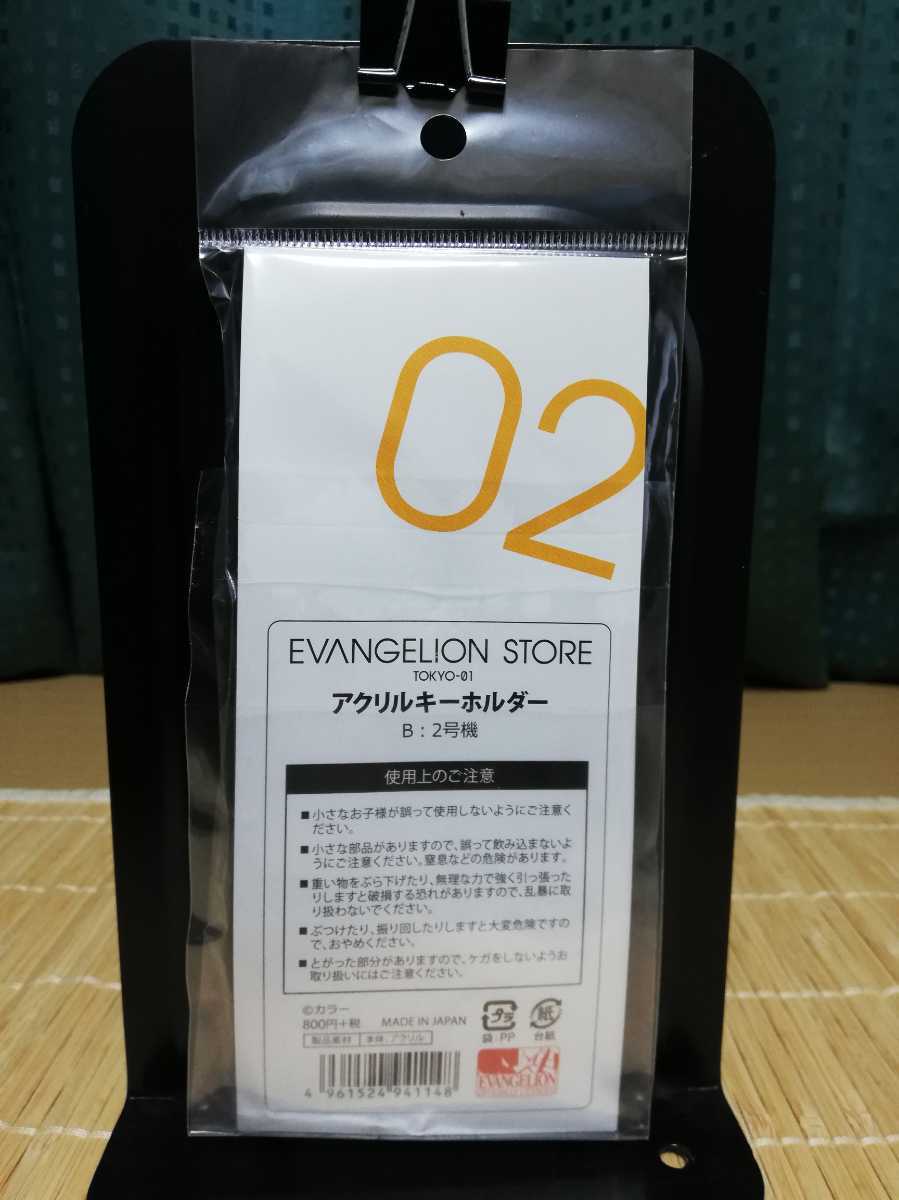 02
EVANGELION STORE
TOKYO-01
アクリルキーホルダー
B：2号機
使用上のご注意
■小さなお子様が誤って使用しないようにご注意く
ださい。
■小さな部品がありますので、誤って飲み込まないよ
うにご注意ください。窒息などの危険があります。
■重い物をぶら下げたり、無理な力で強く引っ張った
りしますと破損する恐れがありますので、乱暴に取
り扱わないでください。
■ぶつけたり、振り回したりしますと大変危険ですの
で、おやめください。
■とがった部分がありますので、ケガをしないようお
取り扱いにはご注意ください。
©カラー
800円+税 MADE IN JAPAN
製品素材 本体：アクリル
プラ
袋：PP
紙
台紙
4 961524 941148
EVANGELION